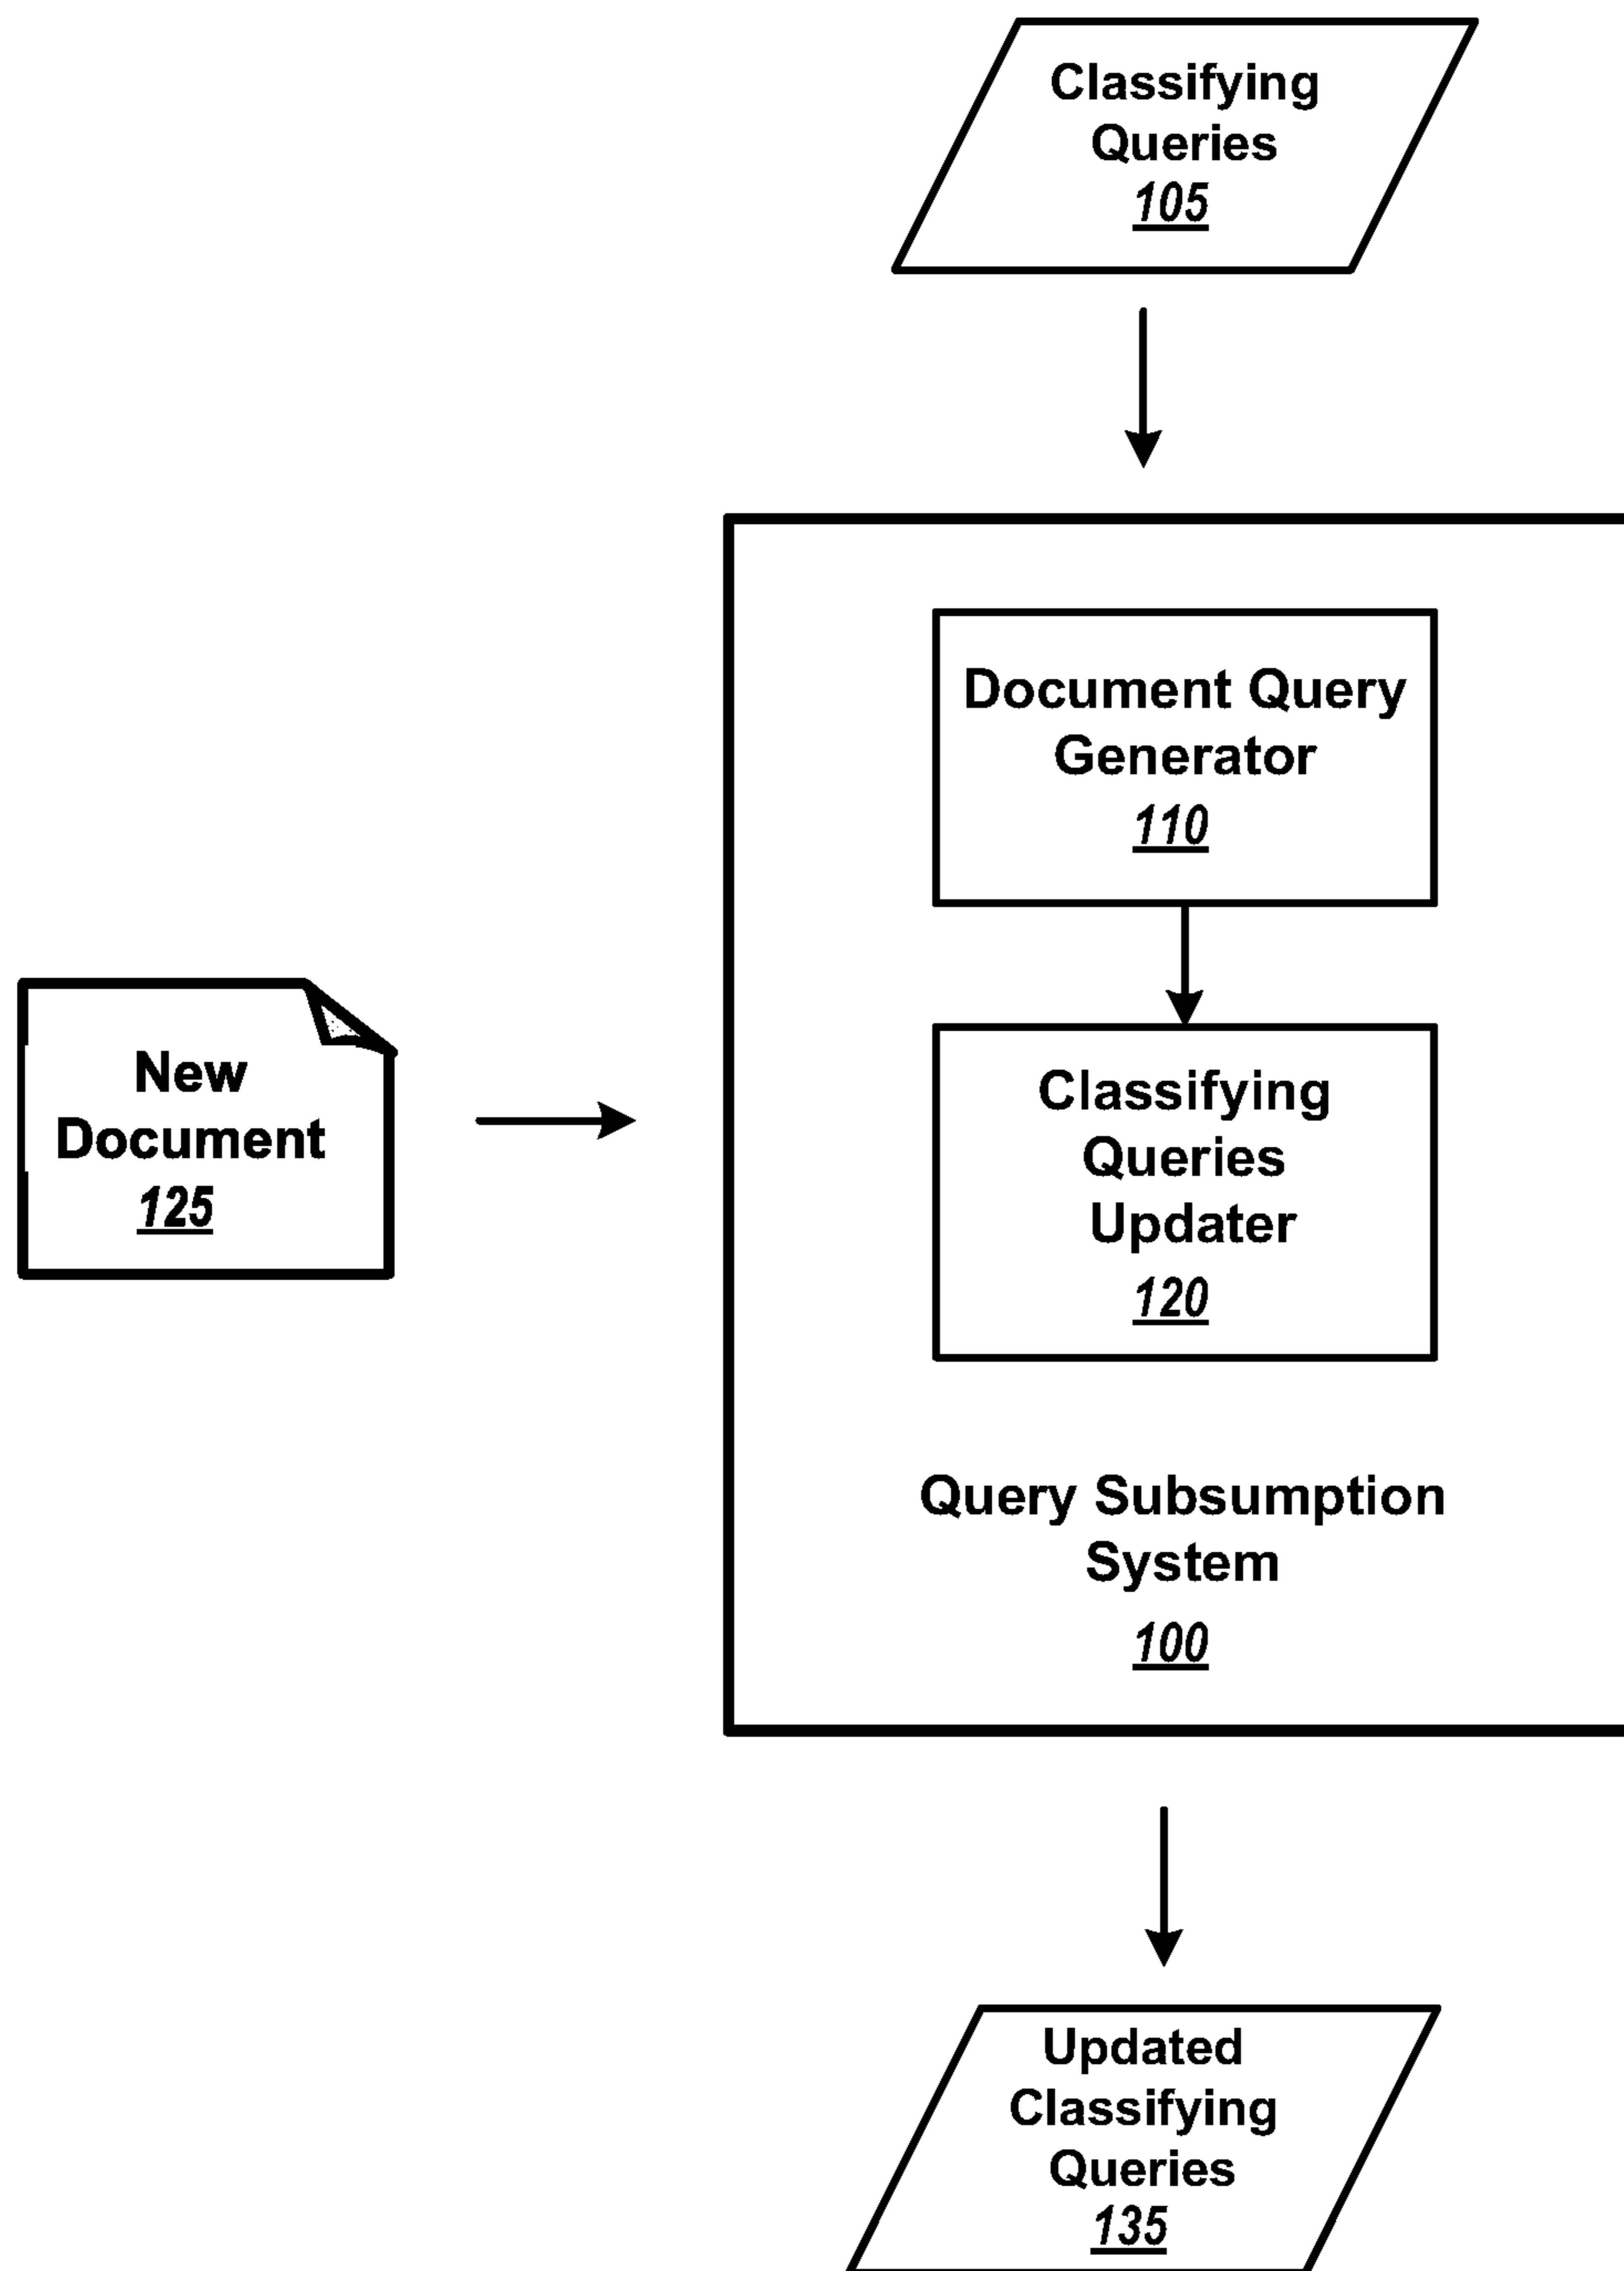 Classifying
Queries
105
Document Query
Generator
110
New
Document
125
Classifying
Queries
Updater
120
Query Subsumption
System
100
Updated
Classifying
Queries
135